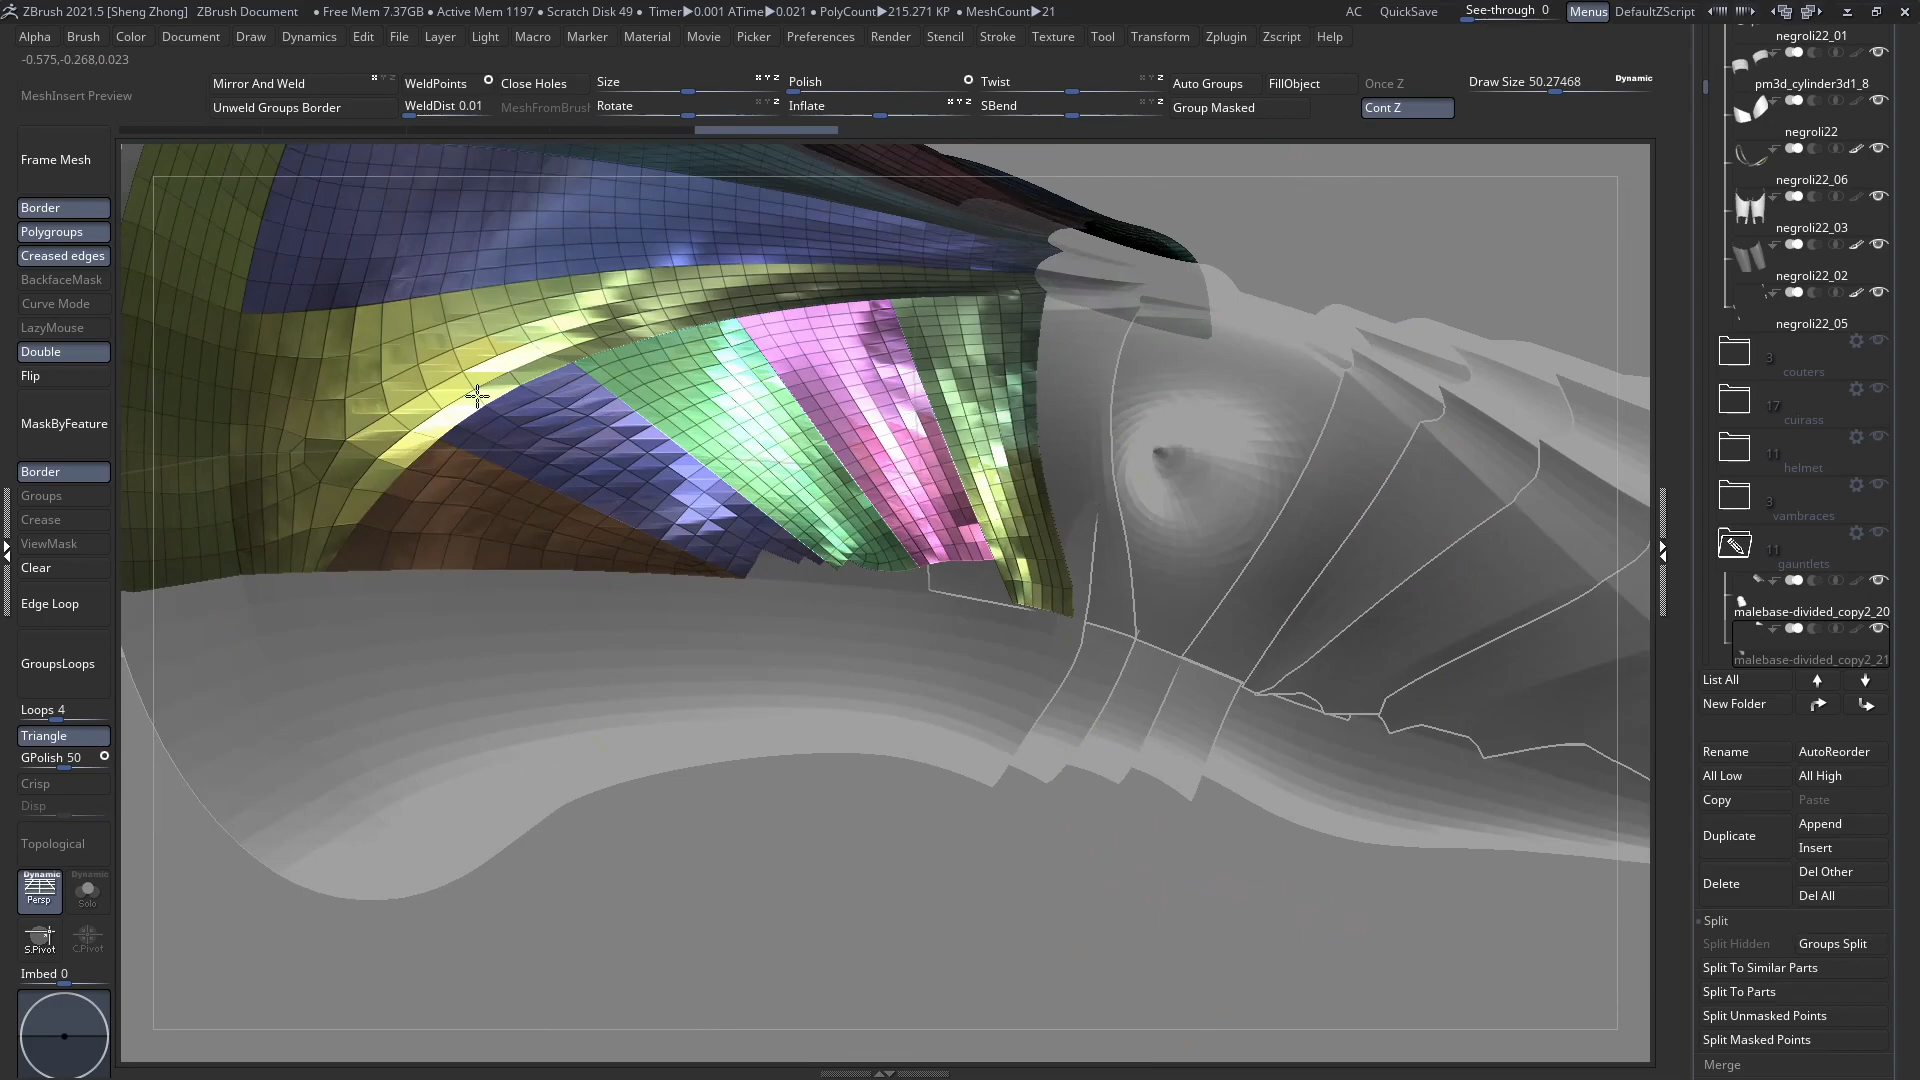 ZBrush 2021.5 [Sheng Zhong] ZBrush Document • Free Mem 7.37GB • Active Mem 1197 • Scratch Disk 49 • Timer▶0.001 ATime▶0.021 • PolyCount▶215.271 KP • MeshCount▶21 AC QuickSave See-through 0 Menus DefaultZScript
Alpha Brush Color Document Draw Dynamics Edit File Layer Light Macro Marker Material Movie Picker Preferences Render Stencil Stroke Texture Tool Transform Zplugin Zscript Help
-0.575,-0.268,0.023
MeshInsert Preview
Mirror And Weld WeldPoints Close Holes Size Polish Twist Auto Groups FillObject Once Z Draw Size 50.27468 Dynamic
Unweld Groups Border WeldDist 0.01 MeshFromBrush Rotate Inflate SBend Group Masked Cont Z
Frame Mesh
Border
Polygroups
Creased edges
BackfaceMask
Curve Mode
LazyMouse
Double
Flip
MaskByFeature
Border
Groups
Crease
ViewMask
Clear
Edge Loop
GroupsLoops
Loops 4
Triangle
GPolish 50
Crisp
Disp
Topological
Dynamic Dynamic
Persp Solo
S.Pivot C.Pivot
Imbed 0
negroli22_01
pm3d_cylinder3d1_8
negroli22
negroli22_06
negroli22_03
negroli22_02
negroli22_05
3
couters
17
cuirass
11
helmet
3
vambraces
11
gauntlets
malebase-divided_copy2_20
malebase-divided_copy2_21
List All
New Folder
Rename AutoReorder
All Low All High
Copy Paste
Duplicate Append
Insert
Delete Del Other
Del All
Split
Split Hidden Groups Split
Split To Similar Parts
Split To Parts
Split Unmasked Points
Split Masked Points
Merge